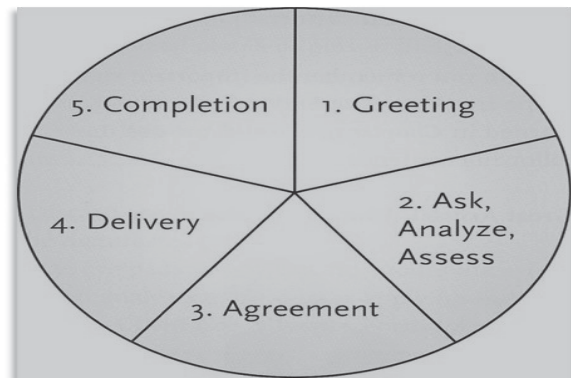 1. Greeting
2. Ask,
Analyze,
Assess
3. Agreement
4. Delivery
5. Completion